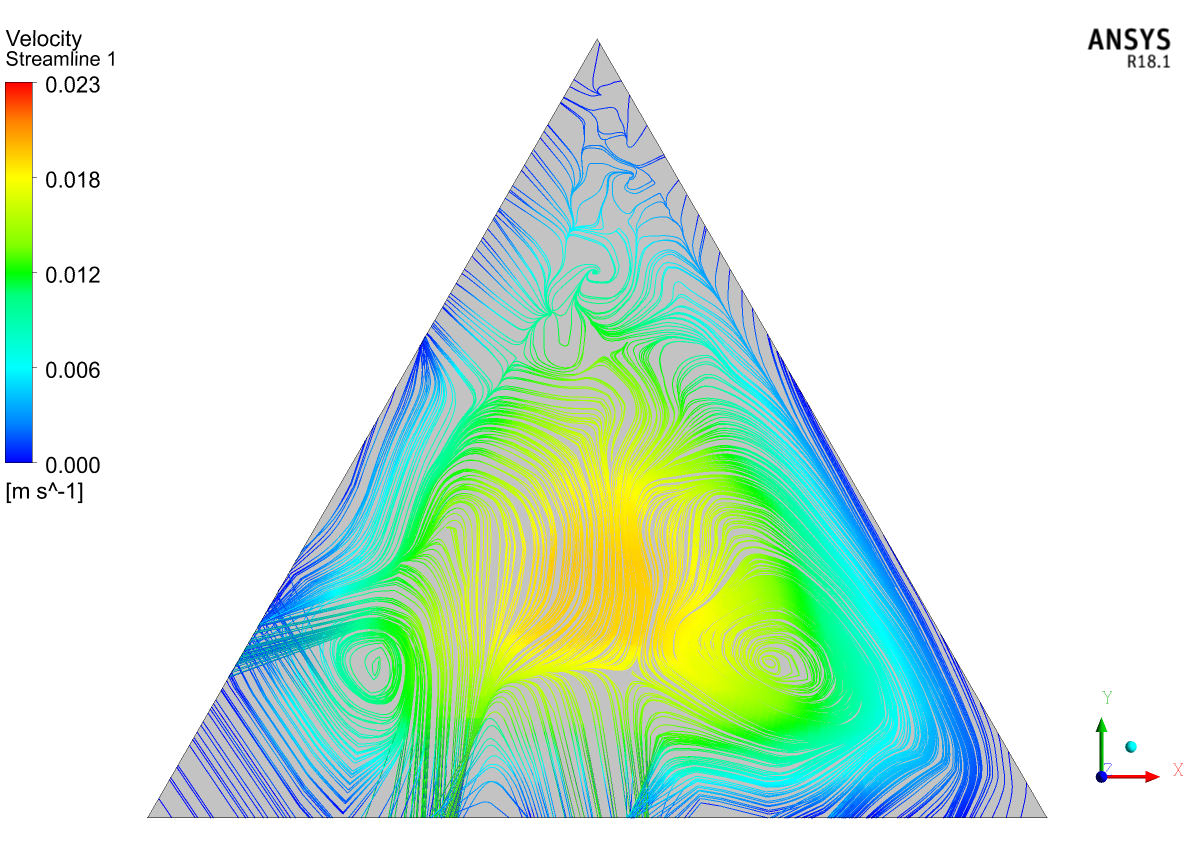 Velocity
Streamline 1
0.023
0.018
0.012
0.006
0.000
[m s^-1]
ANSYS
R18.1
Y
Z
X